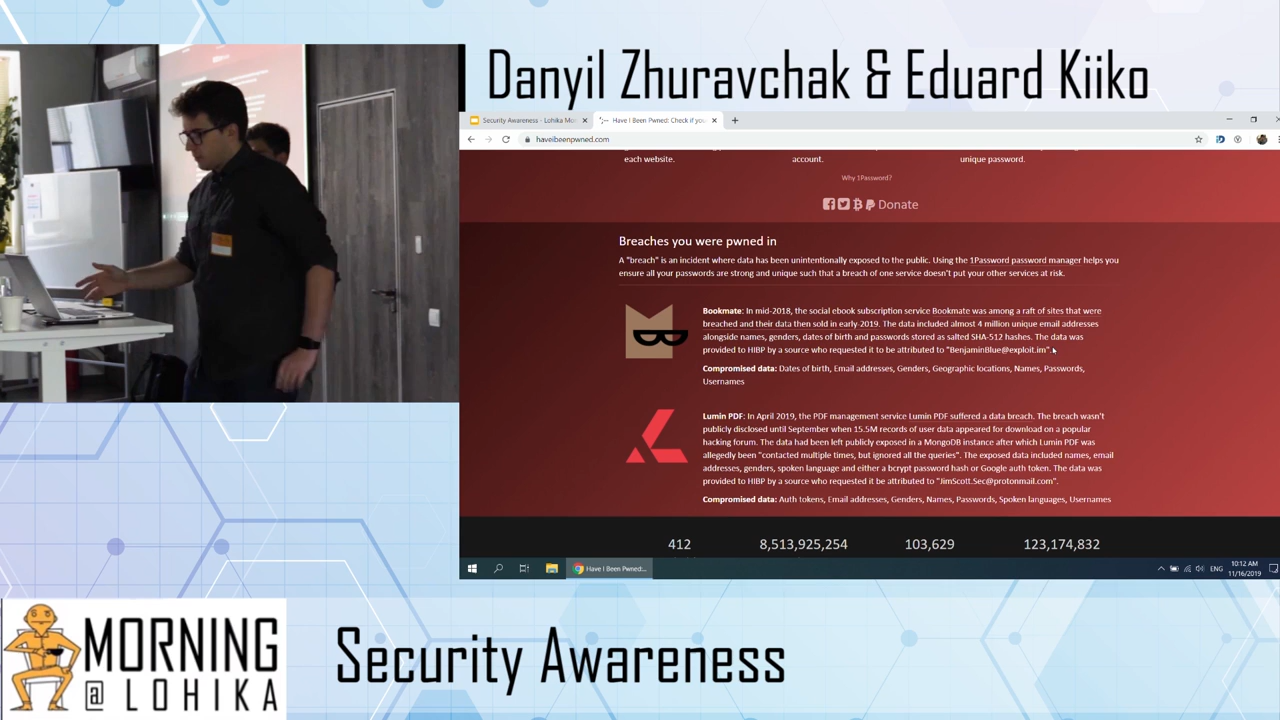 Danyil Zhuravchak & Eduard Kiiko
Security Awareness - Lohika Mor
Have I Been Pwned: Check if you
haveibeenpwned.com
each website.
account.
unique password.
Why 1Password?
Donate
Breaches you were pwned in
A "breach" is an incident where data has been unintentionally exposed to the public. Using the 1Password password manager helps you
ensure all your passwords are strong and unique such that a breach of one service doesn't put your other services at risk.
Bookmate: In mid-2018, the social ebook subscription service Bookmate was among a raft of sites that were
breached and their data then sold in early-2019. The data included almost 4 million unique email addresses
alongside names, genders, dates of birth and passwords stored as salted SHA-512 hashes. The data was
provided to HIBP by a source who requested it to be attributed to "BenjaminBlue@exploit.im".
Compromised data: Dates of birth, Email addresses, Genders, Geographic locations, Names, Passwords,
Usernames
Lumin PDF: In April 2019, the PDF management service Lumin PDF suffered a data breach. The breach wasn't
publicly disclosed until September when 15.5M records of user data appeared for download on a popular
hacking forum. The data had been left publicly exposed in a MongoDB instance after which Lumin PDF was
allegedly been "contacted multiple times, but ignored all the queries". The exposed data included names, email
addresses, genders, spoken language and either a bcrypt password hash or Google auth token. The data was
provided to HIBP by a source who requested it be attributed to "JimScott.Sec@protonmail.com".
Compromised data: Auth tokens, Email addresses, Genders, Names, Passwords, Spoken languages, Usernames
412
8,513,925,254
103,629
123,174,832
Have I Been Pwned:...
ENG
10:12 AM
11/16/2019
MORNING
@ LOHIKA
Security Awareness